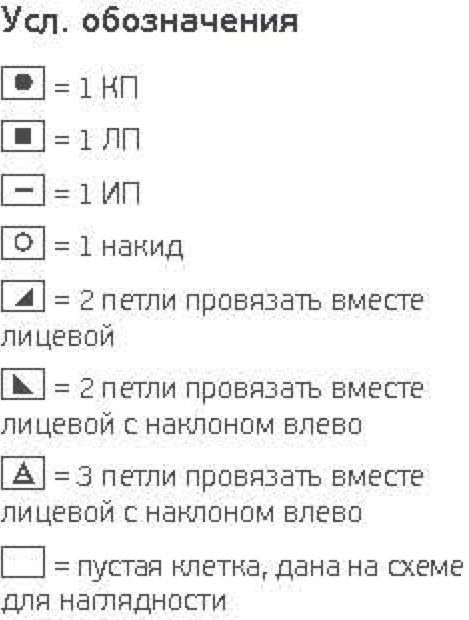 Усл. обозначения
= 1 КП
= 1 ЛП
= 1 ИП
= 1 накид
= 2 петли провязать вместе
лицевой
= 2 петли провязать вместе
лицевой с наклоном влево
= 3 петли провязать вместе
лицевой с наклоном влево
= пустая клетка, дана на схеме
для наглядности